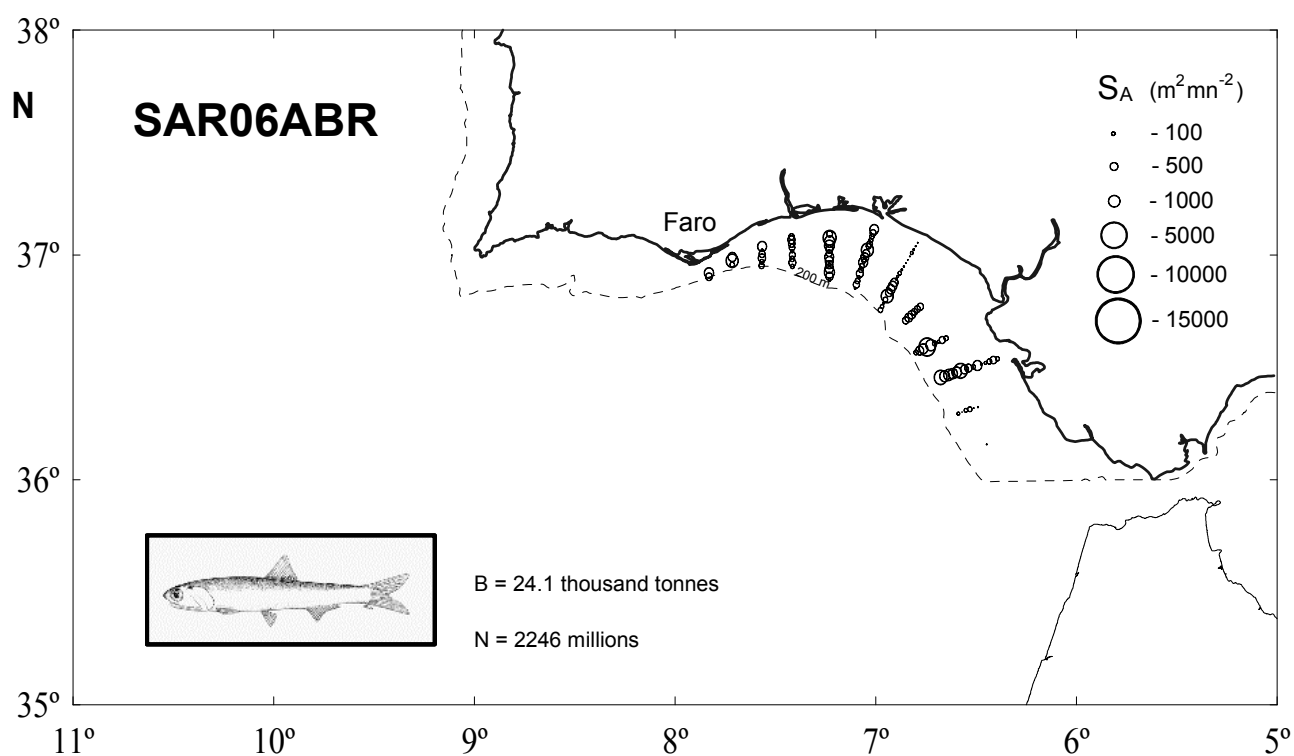 38º
N
SAR06ABR
SA (m²mn⁻²)
- 100
- 500
- 1000
- 5000
- 10000
- 15000
Faro
37º
200 m
36º
B = 24.1 thousand tonnes
N = 2246 millions
35º
11º 10º 9º 8º 7º 6º 5º